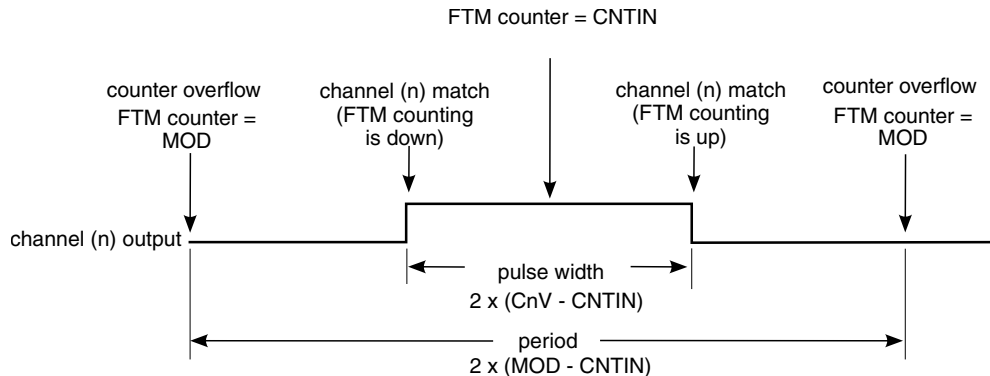 FTM counter = CNTIN
counter overflow
FTM counter =
MOD
channel (n) match
(FTM counting
is down)
channel (n) match
(FTM counting
is up)
counter overflow
FTM counter =
MOD
channel (n) output
pulse width
2 x (CnV - CNTIN)
period
2 x (MOD - CNTIN)